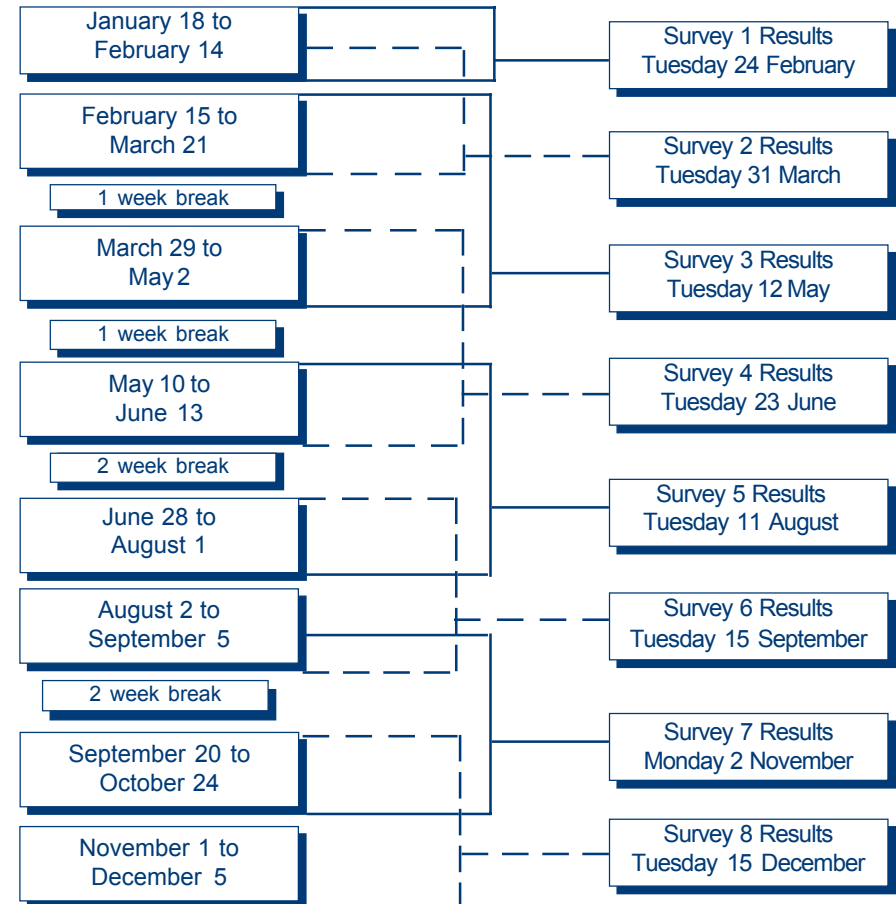 January 18 to
February 14
February 15 to
March 21
1 week break
March 29 to
May 2
1 week break
May 10 to
June 13
2 week break
June 28 to
August 1
August 2 to
September 5
2 week break
September 20 to
October 24
November 1 to
December 5
Survey 1 Results
Tuesday 24 February
Survey 2 Results
Tuesday 31 March
Survey 3 Results
Tuesday 12 May
Survey 4 Results
Tuesday 23 June
Survey 5 Results
Tuesday 11 August
Survey 6 Results
Tuesday 15 September
Survey 7 Results
Monday 2 November
Survey 8 Results
Tuesday 15 December